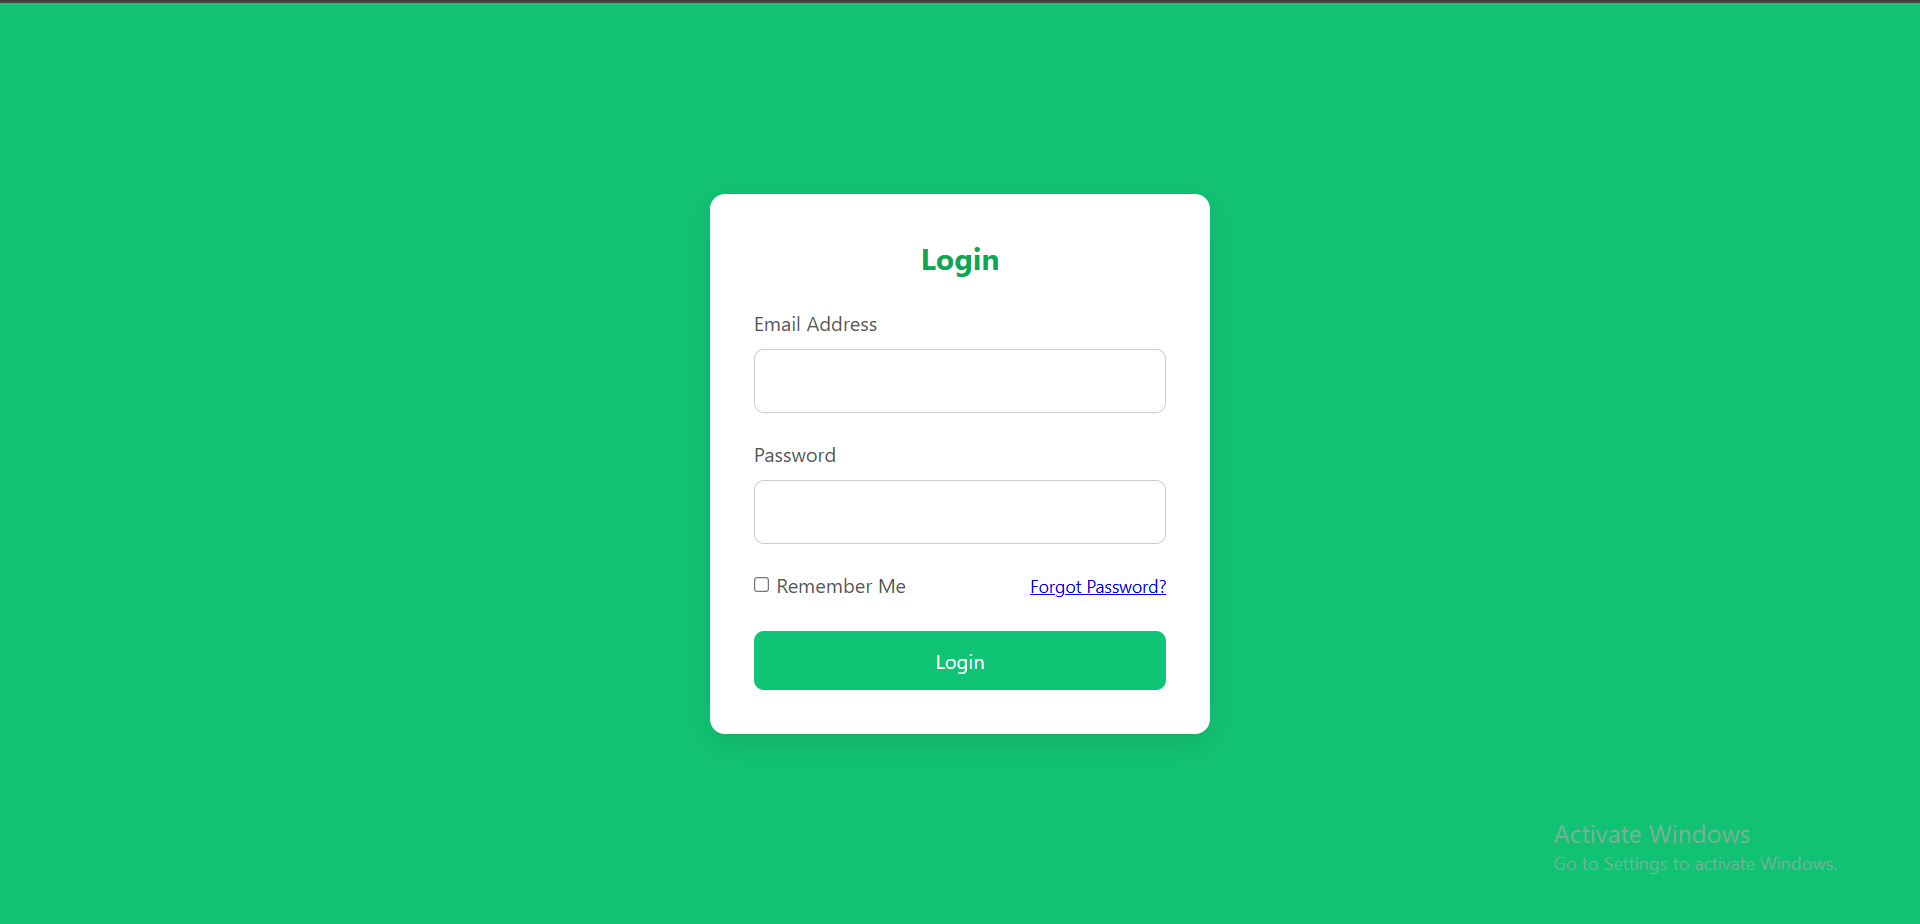 Login
Email Address
Password
Remember Me
Forgot Password?
Login
Activate Windows
Go to Settings to activate Windows.